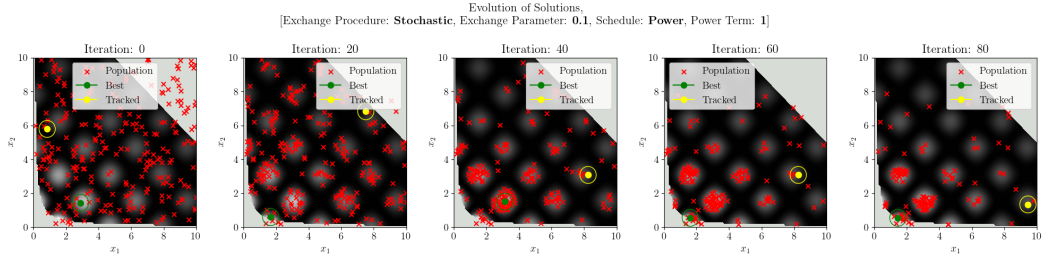 Evolution of Solutions,
[Exchange Procedure: Stochastic, Exchange Parameter: 0.1, Schedule: Power, Power Term: 1]
Iteration: 0
10
8
6
4
2
0
x2
0 2 4 6 8 10
x1
Population
Best
Tracked
Iteration: 20
10
8
6
4
2
0
x2
0 2 4 6 8 10
x1
Population
Best
Tracked
Iteration: 40
10
8
6
4
2
0
x2
0 2 4 6 8 10
x1
Population
Best
Tracked
Iteration: 60
10
8
6
4
2
0
x2
0 2 4 6 8 10
x1
Population
Best
Tracked
Iteration: 80
10
8
6
4
2
0
x2
0 2 4 6 8 10
x1
Population
Best
Tracked